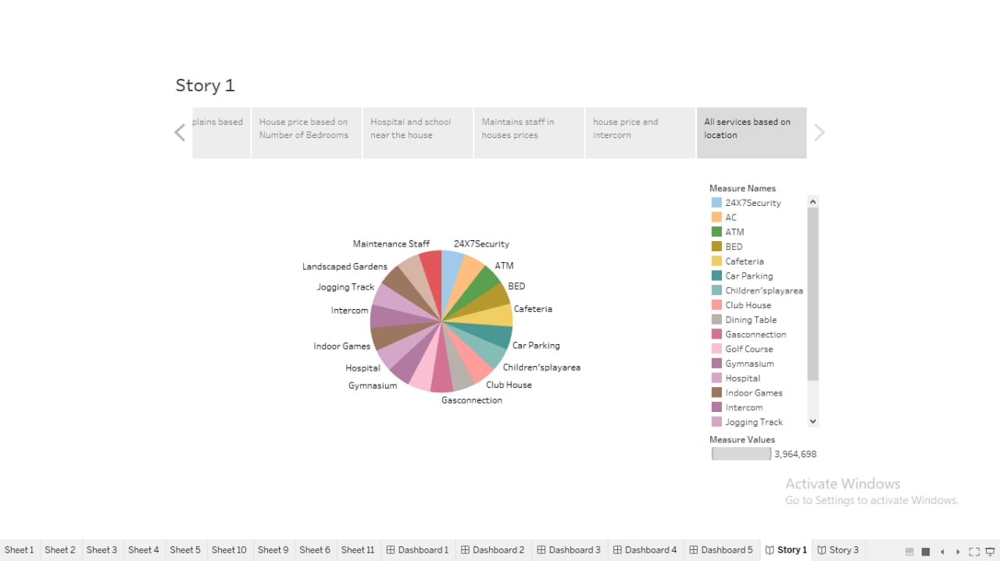 Story 1
plains based
House price based on
Number of Bedrooms
Hospital and school
near the house
Maintains staff in
houses prices
house price and
intercorn
All services based on
location
Measure Names
24X7Security
AC
ATM
BED
Cafeteria
Car Parking
Children'splayarea
Club House
Dining Table
Gasconnection
Golf Course
Gymnasium
Hospital
Indoor Games
Intercom
Jogging Track
Measure Values
3,964,698
Maintenance Staff
24X7Security
Landscaped Gardens
ATM
Jogging Track
BED
Intercom
Cafeteria
Indoor Games
Car Parking
Hospital
Children'splayarea
Gymnasium
Club House
Gasconnection
Activate Windows
Go to Settings to activate Windows.
Sheet 1 Sheet 2 Sheet 3 Sheet 4 Sheet 5 Sheet 10 Sheet 9 Sheet 6 Sheet 11 Dashboard 1 Dashboard 2 Dashboard 3 Dashboard 4 Dashboard 5 Story 1 Story 3